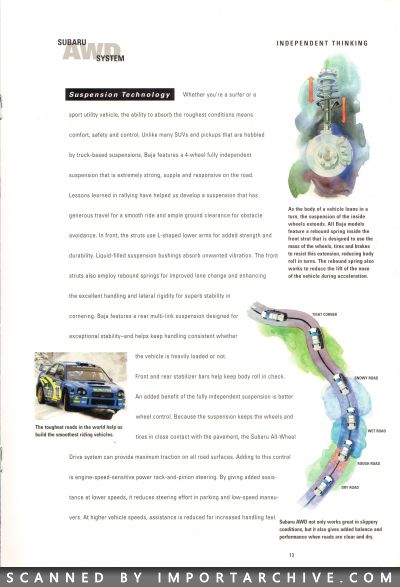 SUBARU
AWD
SYSTEM
INDEPENDENT THINKING
Suspension Technology Whether you're a surfer or a
sport utility vehicle, the ability to absorb the roughest conditions means
comfort, safety and control. Unlike many SUVs and pickups that are hobbled
by truck-based suspensions, Baja features a 4-wheel fully independent
suspension that is extremely strong, supple and responsive on the road.
Lessons learned in rallying have helped us develop a suspension that has
generous travel for a smooth ride and ample ground clearance for obstacle
avoidance. In front, the struts use L-shaped lower arms for added strength and
durability. Liquid-filled suspension bushings absorb unwanted vibration. The front
struts also employ rebound springs for improved lane change and enhancing
the excellent handling and lateral rigidity for superb stability in
cornering. Baja features a rear multi-link suspension designed for
exceptional stability–and helps keep handling consistent whether
the vehicle is heavily loaded or not.
Front and rear stabilizer bars help keep body roll in check.
An added benefit of the fully independent suspension is better
wheel control. Because the suspension keeps the wheels and
tires in close contact with the pavement, the Subaru All-Wheel
Drive system can provide maximum traction on all road surfaces. Adding to this control
is engine-speed-sensitive power rack-and-pinion steering. By giving added assis-
tance at lower speeds, it reduces steering effort in parking and low-speed maneu-
vers. At higher vehicle speeds, assistance is reduced for increased handling feel.
The toughest roads in the world help us
build the smoothest riding vehicles.
As the body of a vehicle leans in a
turn, the suspension of the inside
wheels extends. All Baja models
feature a rebound spring inside the
front strut that is designed to use the
mass of the wheels, tires and brakes
to resist this extension, reducing body
roll in turns. The rebound spring also
works to reduce the lift of the nose
of the vehicle during acceleration.
TIGHT CORNER
SNOWY ROAD
WET ROAD
ROUGH ROAD
DRY ROAD
Subaru AWD not only works great in slippery
conditions, but it also gives added balance and
performance when roads are clear and dry.
13
SCANNED BY IMPORTARCHIVE.COM